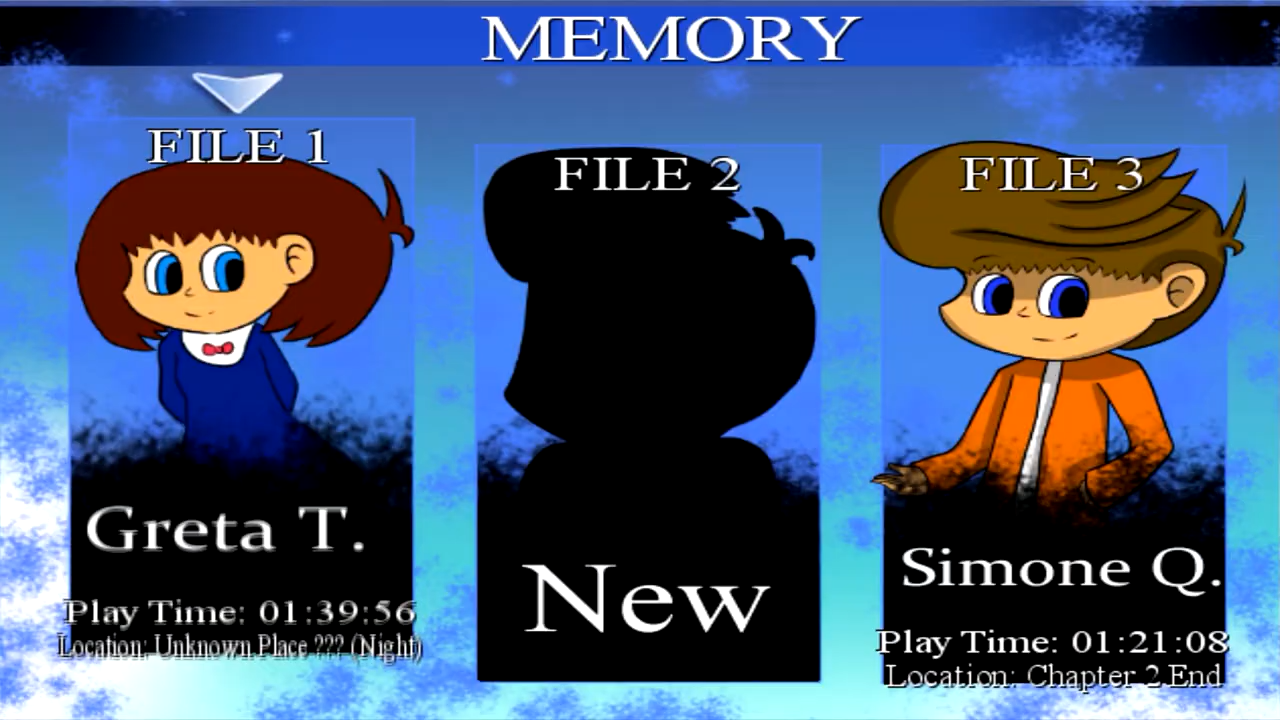 MEMORY
FILE 1
FILE 2
FILE 3
Greta T.
Play Time: 01:39:56
Location: Unknown Place ??? (Night)
New
Simone Q.
Play Time: 01:21:08
Location: Chapter 2 End